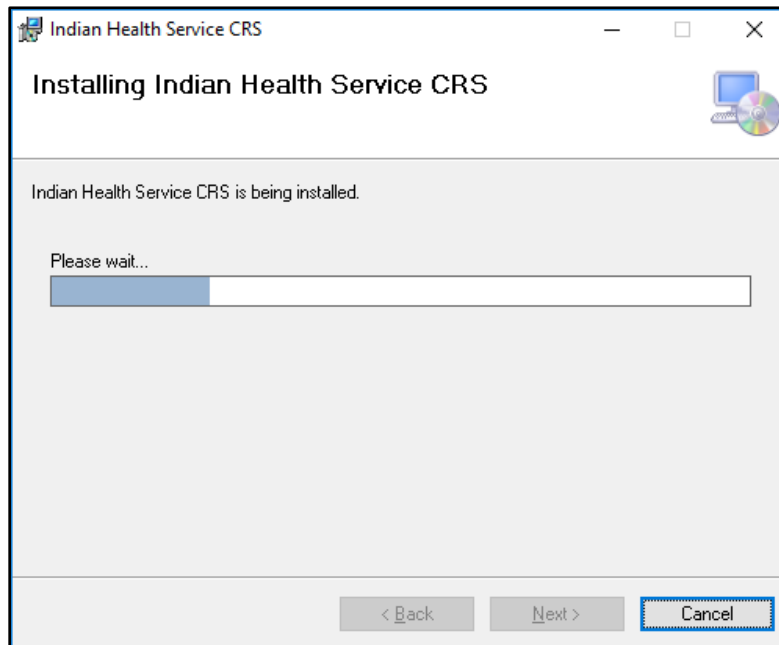 Indian Health Service CRS
Installing Indian Health Service CRS
Indian Health Service CRS is being installed.
Please wait...
< Back
Next >
Cancel